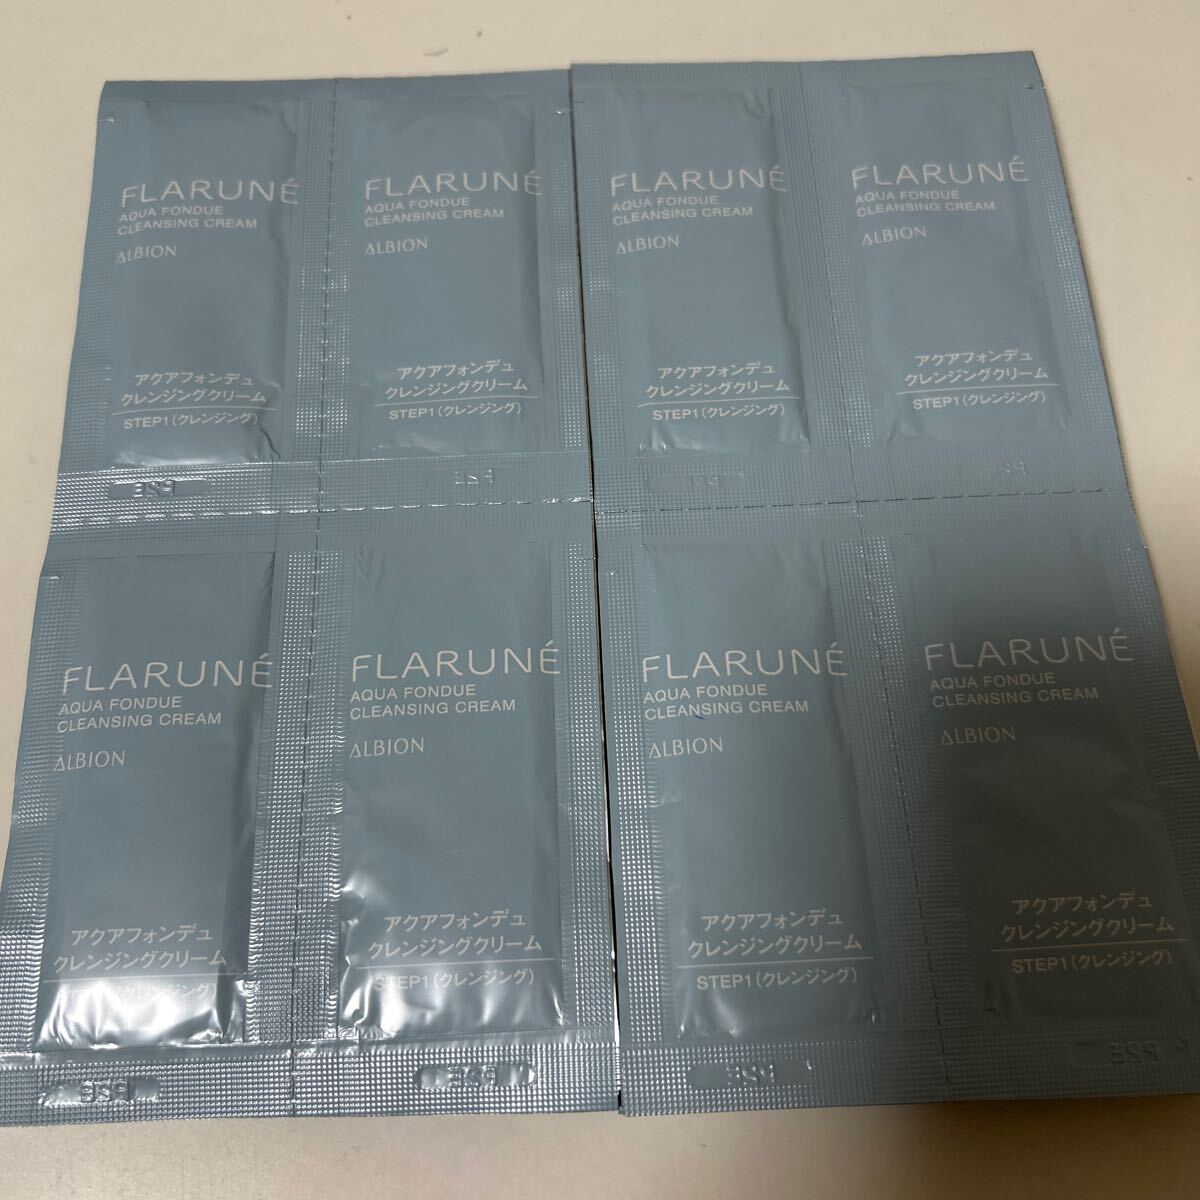 FLARUNÉ
AQUA FONDUE
CLEANSING CREAM
ALBION
アクアフォンデュ
クレンジングクリーム
STEP1(クレンジング)
FLARUNÉ
AQUA FONDUE
CLEANSING CREAM
ALBION
アクアフォンデュ
クレンジングクリーム
STEP1(クレンジング)
FLARUNÉ
AQUA FONDUE
CLEANSING CREAM
ALBION
アクアフォンデュ
クレンジングクリーム
STEP1(クレンジング)
FLARUNÉ
AQUA FONDUE
CLEANSING CREAM
ALBION
アクアフォンデュ
クレンジングクリーム
STEP1(クレンジング)
FLARUNÉ
AQUA FONDUE
CLEANSING CREAM
ALBION
アクアフォンデュ
クレンジングクリーム
(クレンジング)
FLARUNÉ
AQUA FONDUE
CLEANSING CREAM
ALBION
アクアフォンデュ
クレンジングクリーム
STEP1(クレンジング)
FLARUNÉ
AQUA FONDUE
CLEANSING CREAM
ALBION
アクアフォンデュ
クレンジングクリーム
STEP1(クレンジング)
FLARUNÉ
AQUA FONDUE
CLEANSING CREAM
ALBION
アクアフォンデュ
クレンジングクリーム
STEP1(クレンジング)